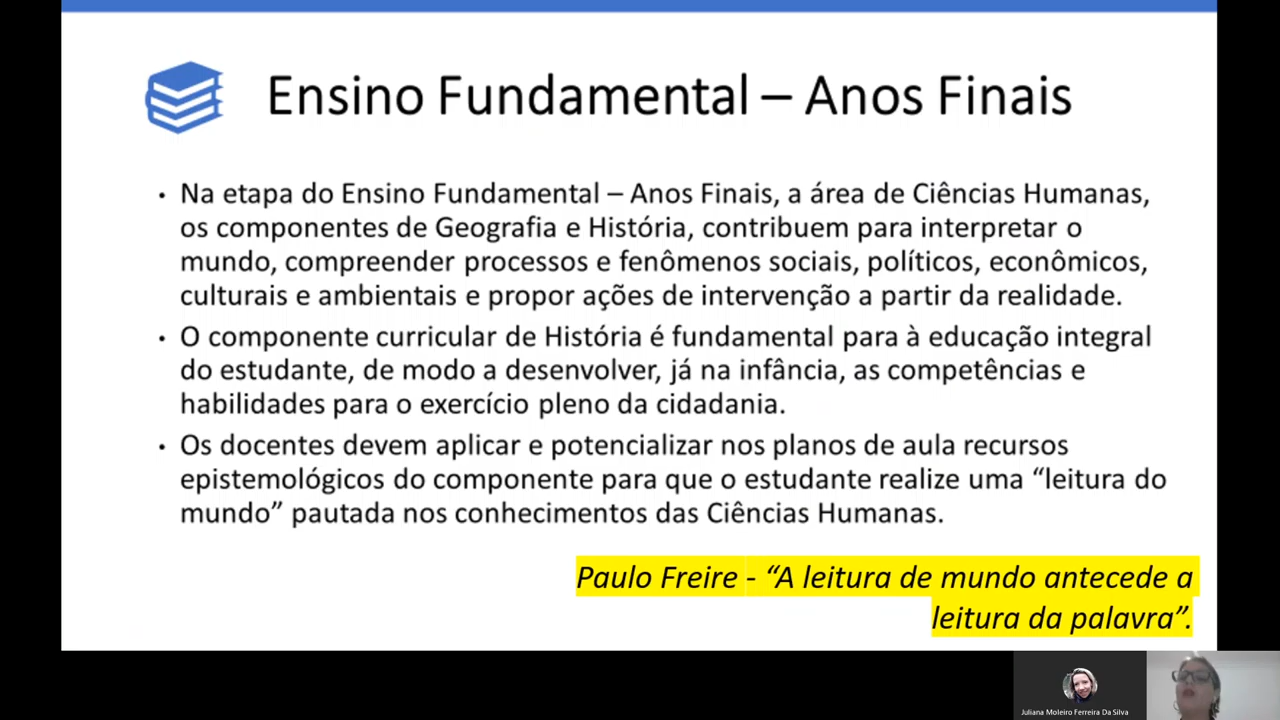 Ensino Fundamental – Anos Finais
• Na etapa do Ensino Fundamental – Anos Finais, a área de Ciências Humanas,
os componentes de Geografia e História, contribuem para interpretar o
mundo, compreender processos e fenômenos sociais, políticos, econômicos,
culturais e ambientais e propor ações de intervenção a partir da realidade.
• O componente curricular de História é fundamental para à educação integral
do estudante, de modo a desenvolver, já na infância, as competências e
habilidades para o exercício pleno da cidadania.
• Os docentes devem aplicar e potencializar nos planos de aula recursos
epistemológicos do componente para que o estudante realize uma “leitura do
mundo” pautada nos conhecimentos das Ciências Humanas.
Paulo Freire - “A leitura de mundo antecede a
leitura da palavra”.
Juliana Moleiro Ferreira Da Silva